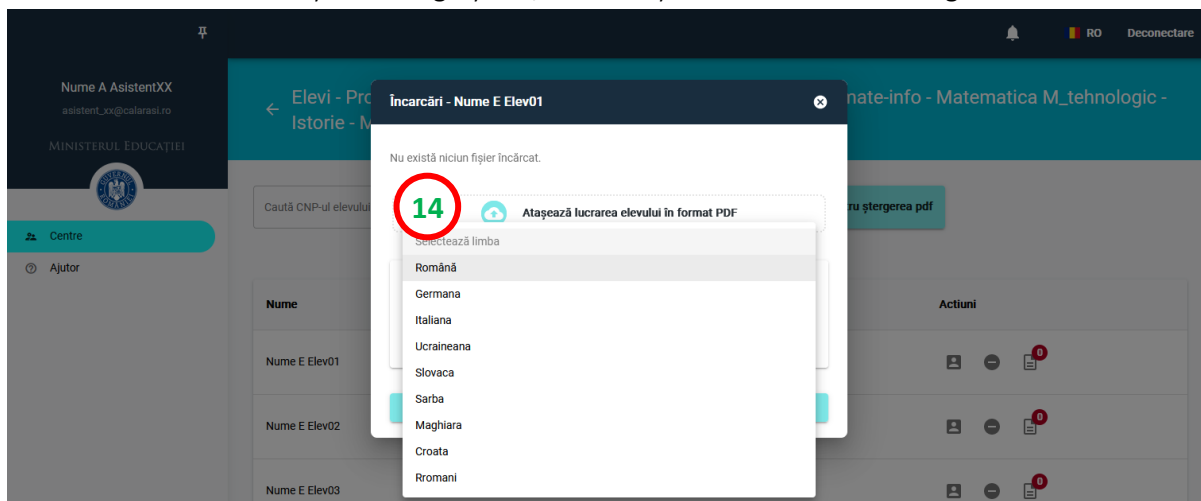 RO Deconectare
Nume A AsistentXX
asistent_xx@calarasi.ro
MINISTERUL EDUCAȚIEI
GUVERNUL ROMÂNIEI
Centre
Ajutor
Elevi - Pro
Istorie - M
mate-info - Matematica M_tehnologic -
Caută CNP-ul elevului
ru ștergerea pdf
Nume
Actiuni
Nume E Elev01
0
Nume E Elev02
0
Nume E Elev03
0
Încarcări - Nume E Elev01
Nu există niciun fișier încărcat.
14
Atașează lucrarea elevului în format PDF
Selectează limba
Română
Germana
Italiana
Ucraineana
Slovaca
Sarba
Maghiara
Croata
Rromani